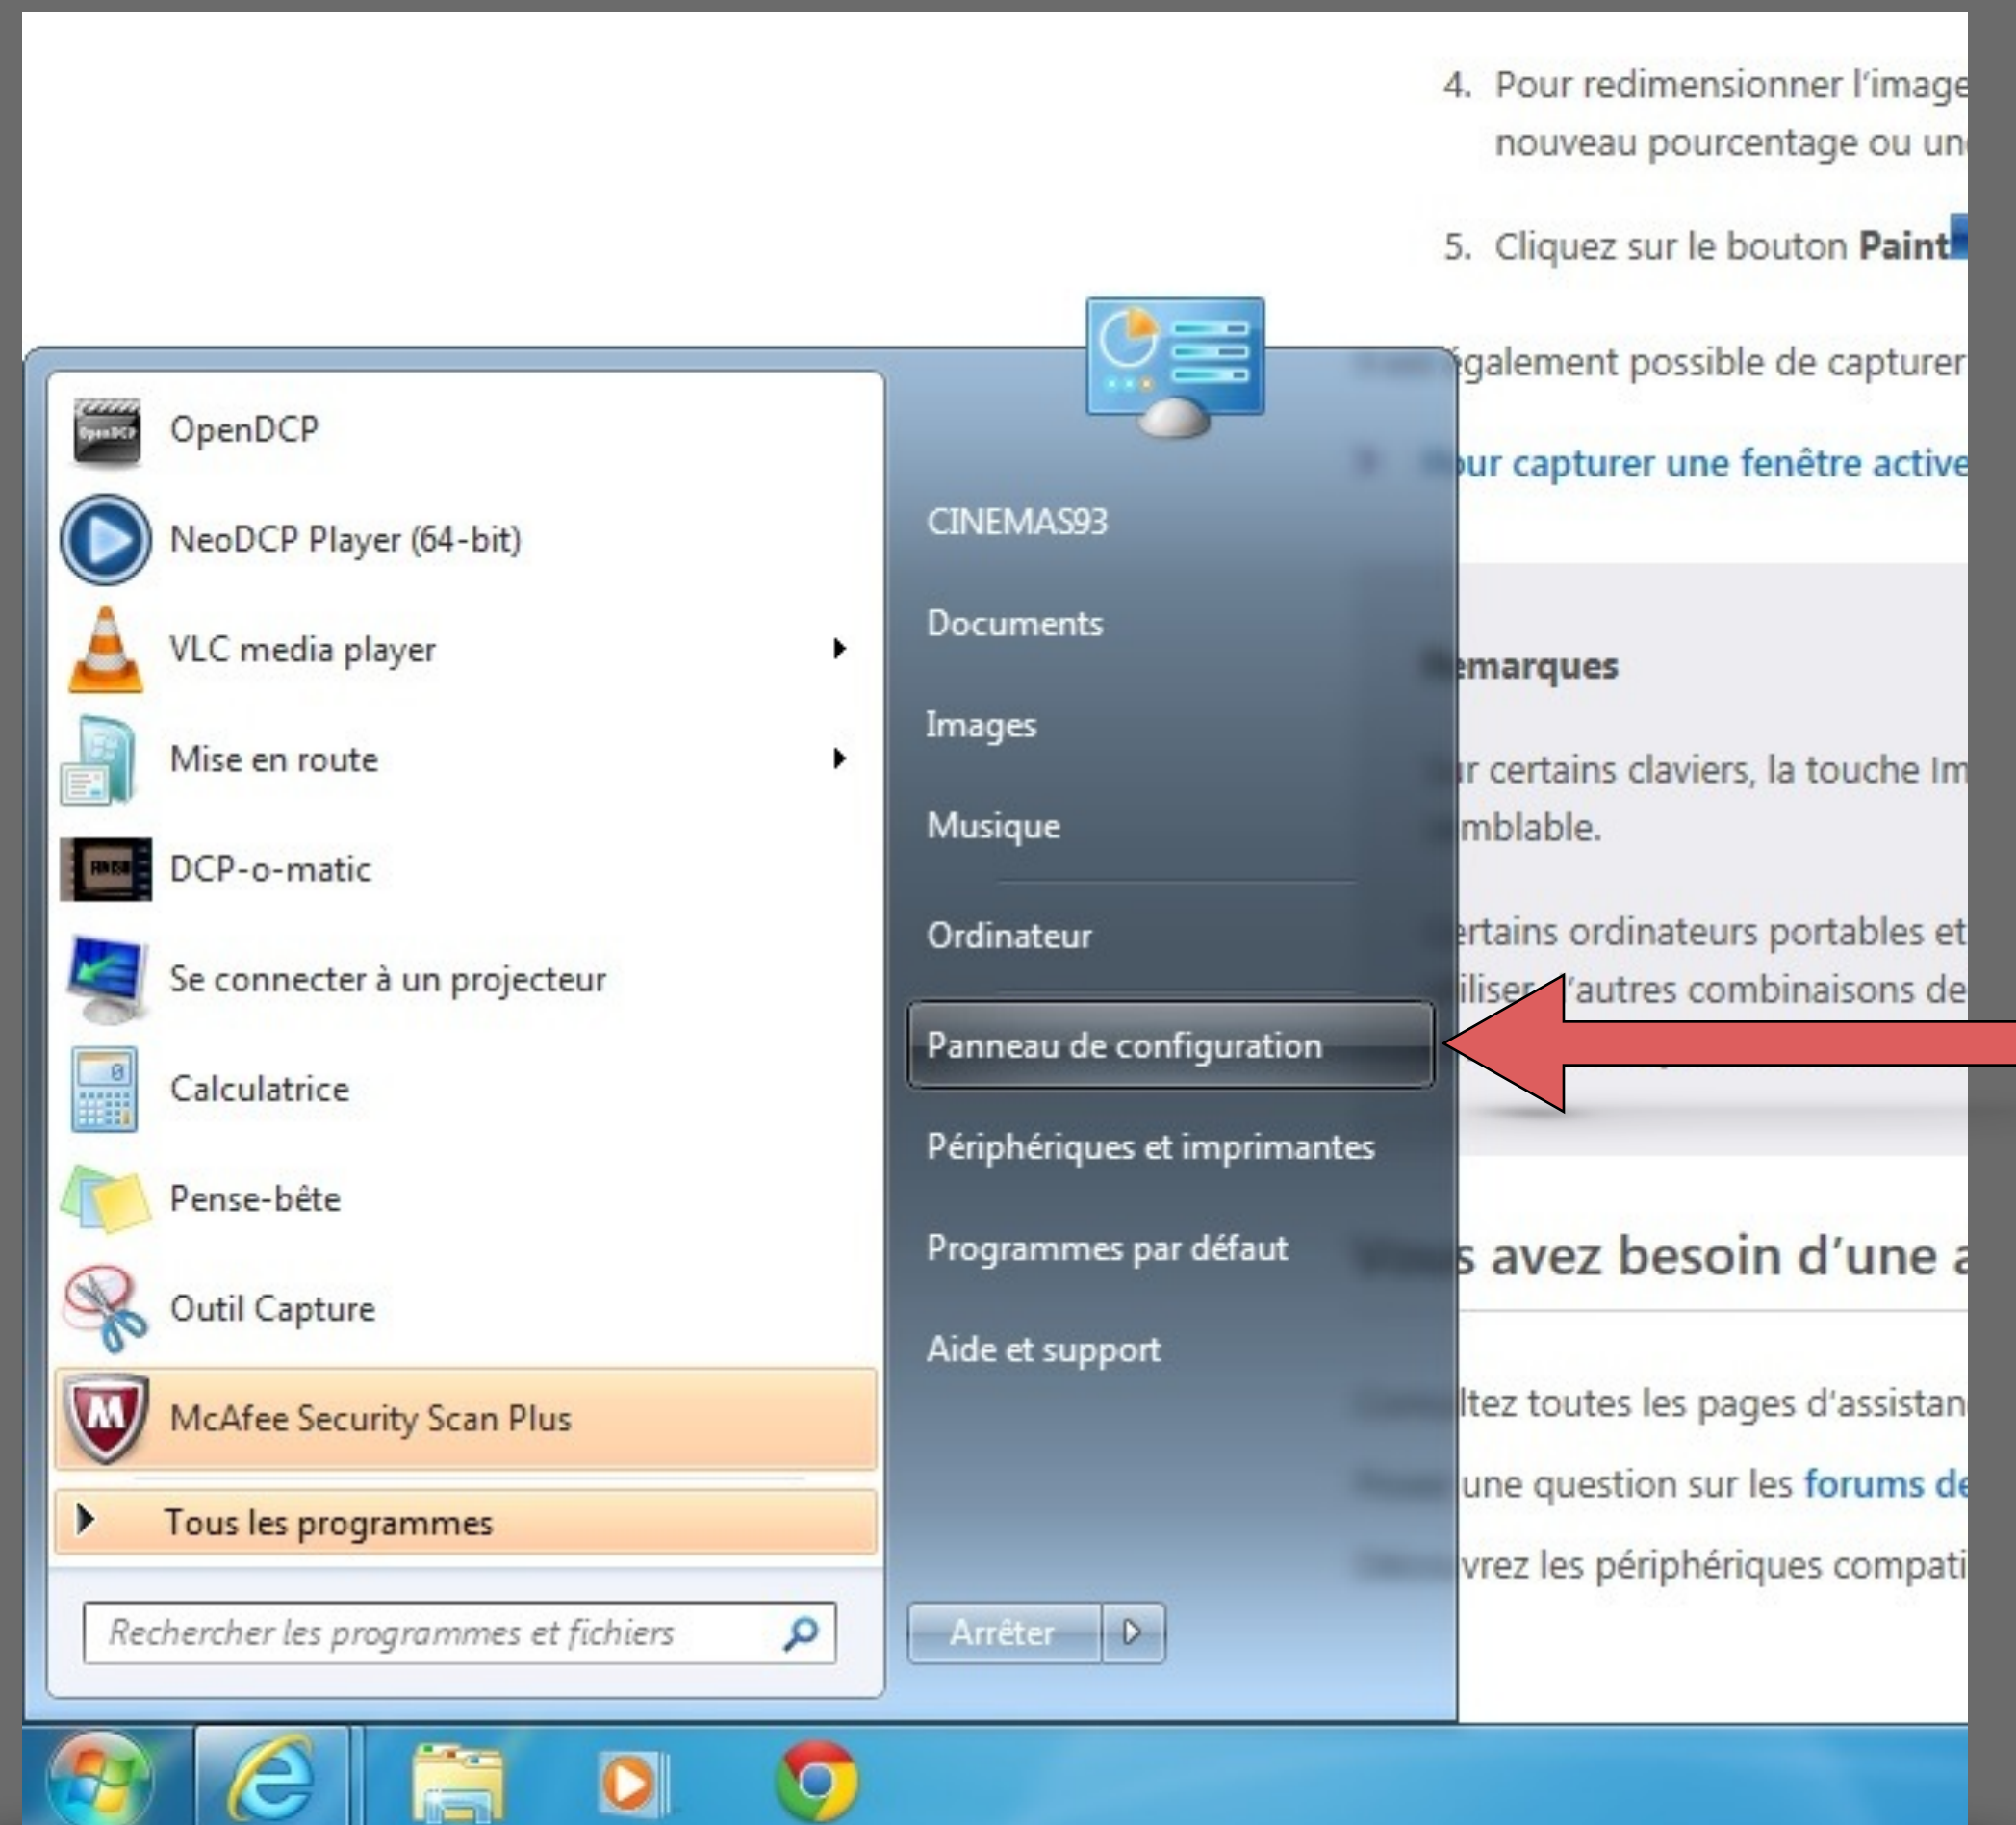 4. Pour redimensionner l'image
nouveau pourcentage ou un
5. Cliquez sur le bouton Paint
également possible de capturer
our capturer une fenêtre active
emarques
r certains claviers, la touche Im
mblable.
rtains ordinateurs portables et
iliser d'autres combinaisons de
s avez besoin d'une a
ltez toutes les pages d'assistan
une question sur les forums de
vrez les périphériques compati
OpenDCP
OpenDCP
NeoDCP Player (64-bit)
VLC media player
Mise en route
DCP-o-matic
Se connecter à un projecteur
Calculatrice
Pense-bête
Outil Capture
McAfee Security Scan Plus
Tous les programmes
Rechercher les programmes et fichiers
CINEMAS93
Documents
Images
Musique
Ordinateur
Panneau de configuration
Périphériques et imprimantes
Programmes par défaut
Aide et support
Arrêter